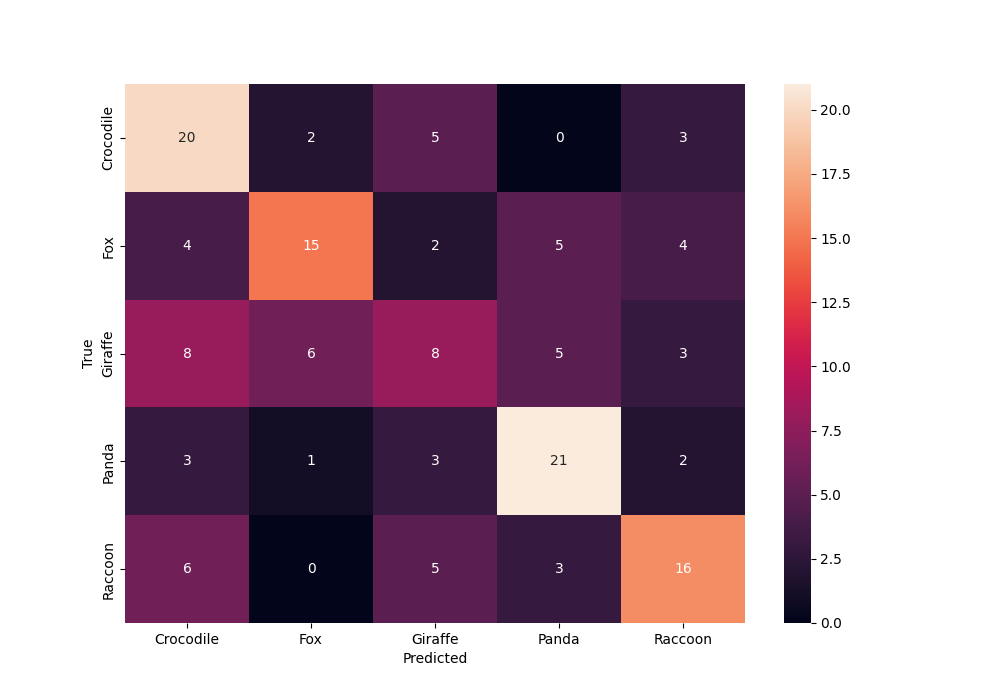 True
Crocodile
20 2 5 0 3
Fox
4 15 2 5 4
Giraffe
8 6 8 5 3
Panda
3 1 3 21 2
Raccoon
6 0 5 3 16
Crocodile Fox Giraffe Panda Raccoon
Predicted
20.0
17.5
15.0
12.5
10.0
7.5
5.0
2.5
0.0